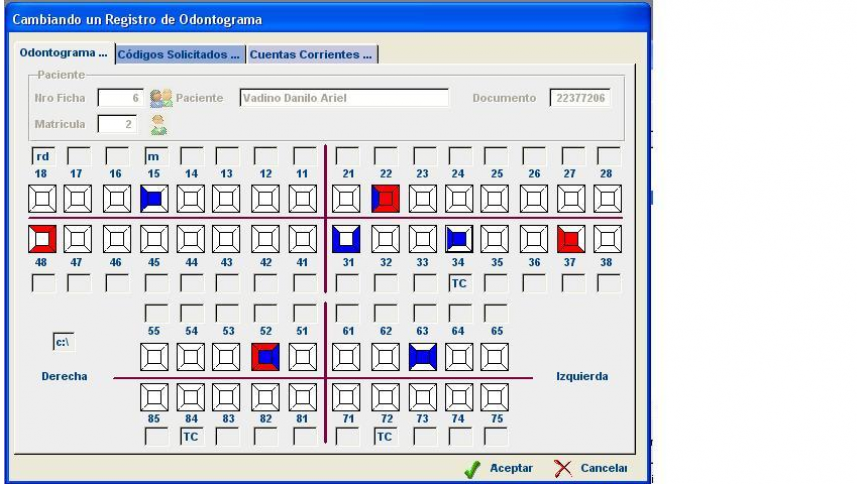 Cambiando un Registro de Odontograma
Odontograma ... Códigos Solicitados ... Cuentas Corrientes ...
Paciente
Nro Ficha 6 Paciente Vadino Danilo Ariel Documento 22377206
Matricula 2
rd m
18 17 16 15 14 13 12 11 21 22 23 24 25 26 27 28
48 47 46 45 44 43 42 41 31 32 33 34 35 36 37 38
TC
55 54 53 52 51 61 62 63 64 65
c:\
Derecha Izquierda
85 84 83 82 81 71 72 73 74 75
TC TC
Aceptar Cancelar